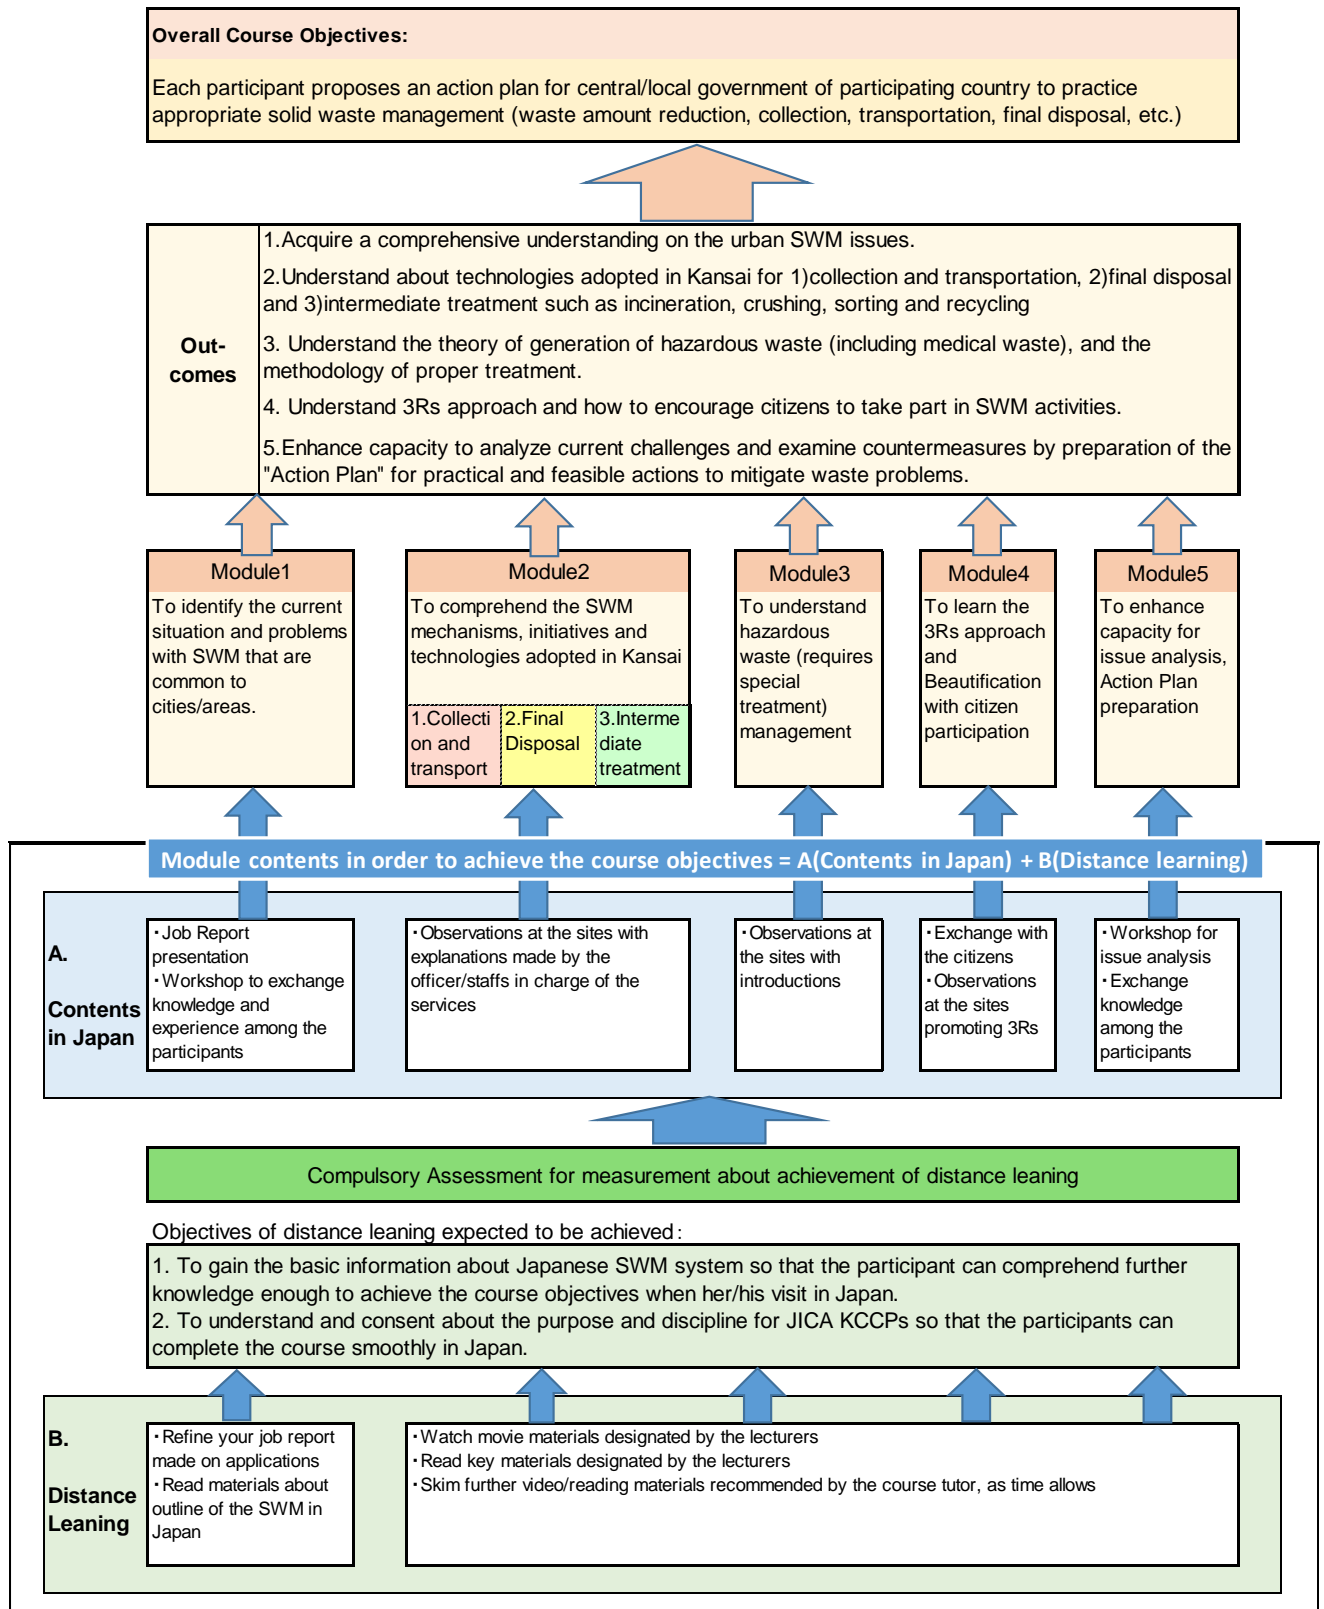 Overall Course Objectives:
Each participant proposes an action plan for central/local government of participating country to practice
appropriate solid waste management (waste amount reduction, collection, transportation, final disposal, etc.)
Out-
comes
1.Acquire a comprehensive understanding on the urban SWM issues.
2.Understand about technologies adopted in Kansai for 1)collection and transportation, 2)final disposal
and 3)intermediate treatment such as incineration, crushing, sorting and recycling
3. Understand the theory of generation of hazardous waste (including medical waste), and the
methodology of proper treatment.
4. Understand 3Rs approach and how to encourage citizens to take part in SWM activities.
5.Enhance capacity to analyze current challenges and examine countermeasures by preparation of the
"Action Plan" for practical and feasible actions to mitigate waste problems.
Module1
To identify the current
situation and problems
with SWM that are
common to
cities/areas.
Module2
To comprehend the SWM
mechanisms, initiatives and
technologies adopted in Kansai
1.Collecti
on and
transport
2.Final
Disposal
3.Interme
diate
treatment
Module3
To understand
hazardous
waste (requires
special
treatment)
management
Module4
To learn the
3Rs approach
and
Beautification
with citizen
participation
Module5
To enhance
capacity for
issue analysis,
Action Plan
preparation
Module contents in order to achieve the course objectives = A(Contents in Japan) + B(Distance learning)
A.
Contents
in Japan
・Job Report
presentation
・Workshop to exchange
knowledge and
experience among the
participants
・Observations at the sites with
explanations made by the
officer/staffs in charge of the
services
・Observations at
the sites with
introductions
・Exchange with
the citizens
・Observations
at the sites
promoting 3Rs
・Workshop for
issue analysis
・Exchange
knowledge
among the
participants
Compulsory Assessment for measurement about achievement of distance leaning
Objectives of distance leaning expected to be achieved：
1. To gain the basic information about Japanese SWM system so that the participant can comprehend further
knowledge enough to achieve the course objectives when her/his visit in Japan.
2. To understand and consent about the purpose and discipline for JICA KCCPs so that the participants can
complete the course smoothly in Japan.
B.
Distance
Leaning
・Refine your job report
made on applications
・Read materials about
outline of the SWM in
Japan
・Watch movie materials designated by the lecturers
・Read key materials designated by the lecturers
・Skim further video/reading materials recommended by the course tutor, as time allows